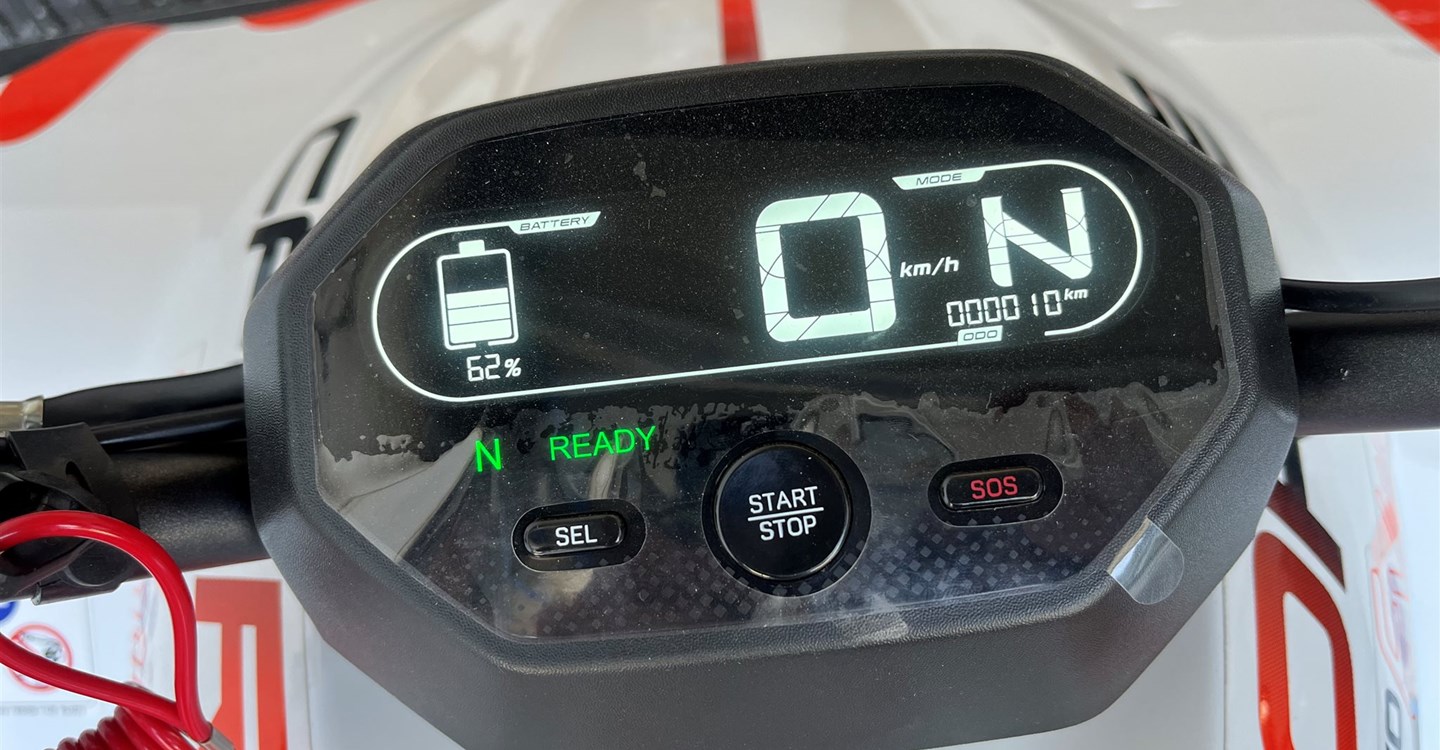 BATTERY
62%
MODE
0 km/h
N
000010 km
ODO
N READY
SEL
START
STOP
SOS